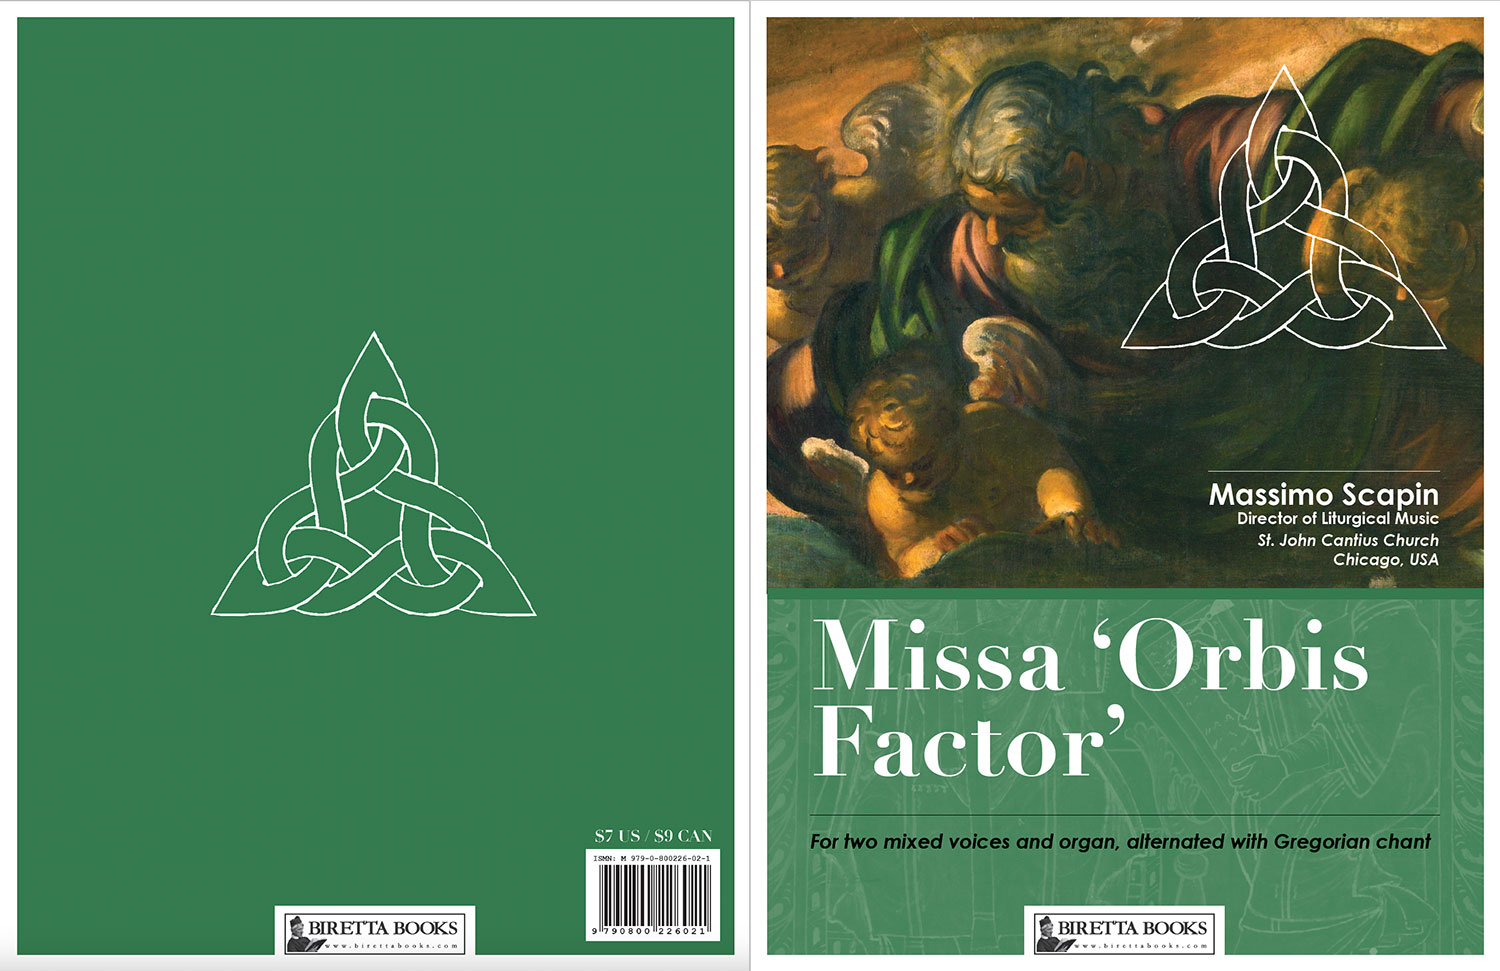 $7 US / $9 CAN
ISMN: M 979-0-800226-02-1
9 790800 226021
BIRETTA BOOKS
www.birettabooks.com
Massimo Scapin
Director of Liturgical Music
St. John Cantius Church
Chicago, USA
Missa ‘Orbis
Factor’
For two mixed voices and organ, alternated with Gregorian chant
BIRETTA BOOKS
www.birettabooks.com